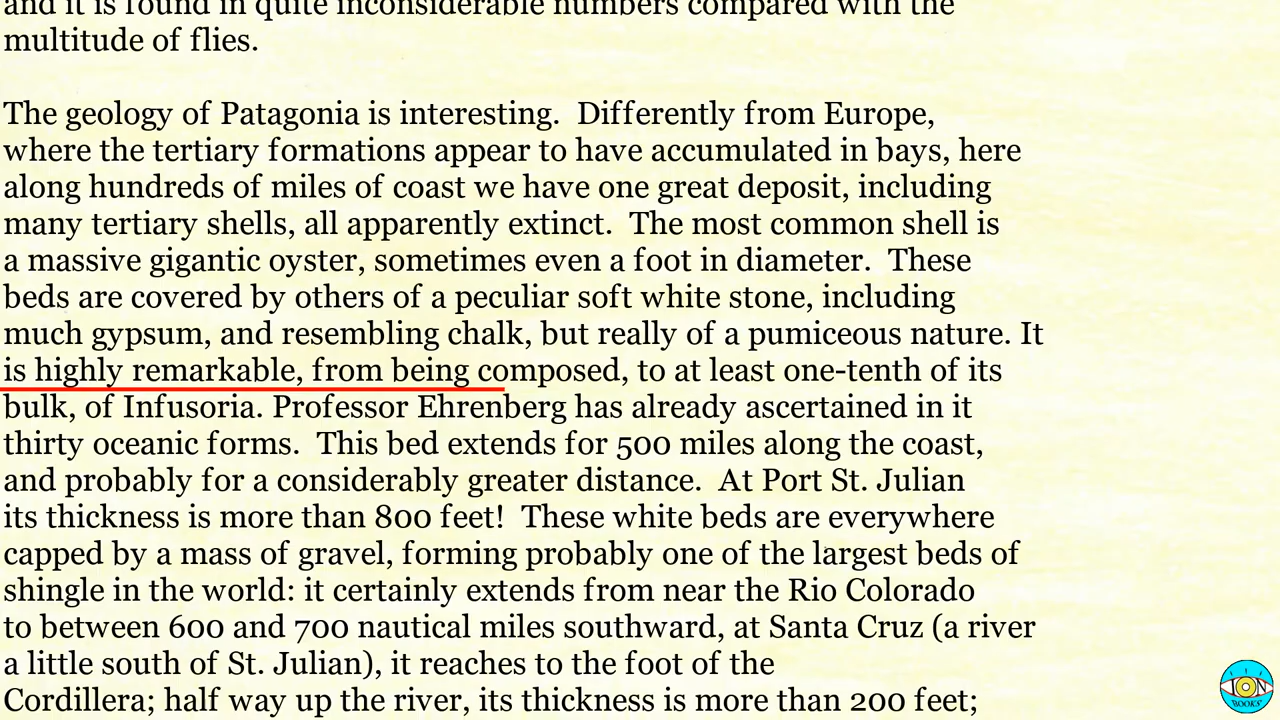 and it is found in quite inconsiderable numbers compared with the
multitude of flies.
The geology of Patagonia is interesting.  Differently from Europe,
where the tertiary formations appear to have accumulated in bays, here
along hundreds of miles of coast we have one great deposit, including
many tertiary shells, all apparently extinct.  The most common shell is
a massive gigantic oyster, sometimes even a foot in diameter.  These
beds are covered by others of a peculiar soft white stone, including
much gypsum, and resembling chalk, but really of a pumiceous nature. It
is highly remarkable, from being composed, to at least one-tenth of its
bulk, of Infusoria. Professor Ehrenberg has already ascertained in it
thirty oceanic forms.  This bed extends for 500 miles along the coast,
and probably for a considerably greater distance.  At Port St. Julian
its thickness is more than 800 feet!  These white beds are everywhere
capped by a mass of gravel, forming probably one of the largest beds of
shingle in the world: it certainly extends from near the Rio Colorado
to between 600 and 700 nautical miles southward, at Santa Cruz (a river
a little south of St. Julian), it reaches to the foot of the
Cordillera; half way up the river, its thickness is more than 200 feet;
ION
BOOKS